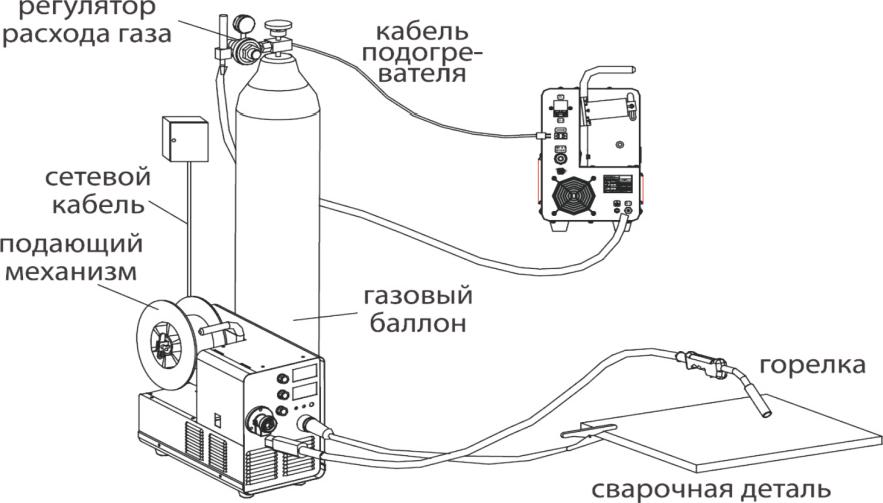 регулятор
расхода газа
кабель
подогре-
вателя
сетевой
кабель
подающий
механизм
газовый
баллон
горелка
сварочная деталь